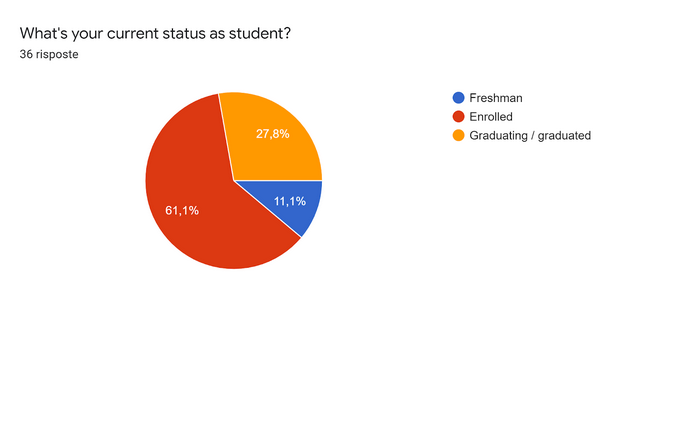 What's your current status as student?
36 risposte
Freshman
Enrolled
Graduating / graduated
27,8%
11,1%
61,1%